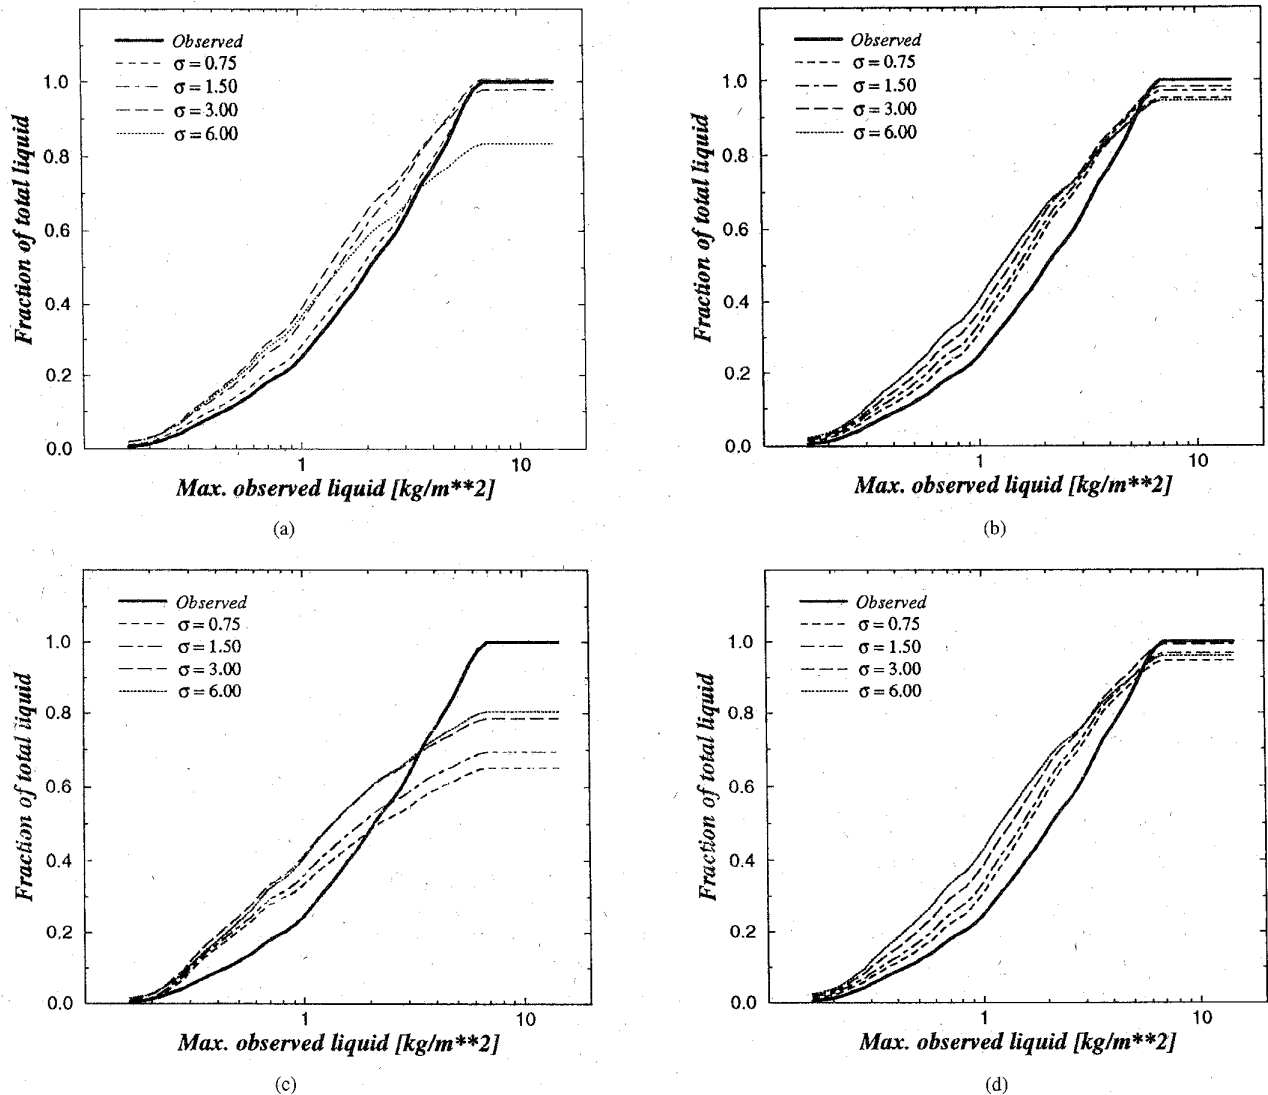 Observed
σ = 0.75
σ = 1.50
σ = 3.00
σ = 6.00
1.0
0.8
0.6
0.4
0.2
0.0
1
10
Fraction of total liquid
Max. observed liquid [kg/m**2]
(a)
Observed
σ = 0.75
σ = 1.50
σ = 3.00
σ = 6.00
1.0
0.8
0.6
0.4
0.2
0.0
1
10
Fraction of total liquid
Max. observed liquid [kg/m**2]
(b)
Observed
σ = 0.75
σ = 1.50
σ = 3.00
σ = 6.00
1.0
0.8
0.6
0.4
0.2
0.0
1
10
Fraction of total liquid
Max. observed liquid [kg/m**2]
(c)
Observed
σ = 0.75
σ = 1.50
σ = 3.00
σ = 6.00
1.0
0.8
0.6
0.4
0.2
0.0
1
10
Fraction of total liquid
Max. observed liquid [kg/m**2]
(d)